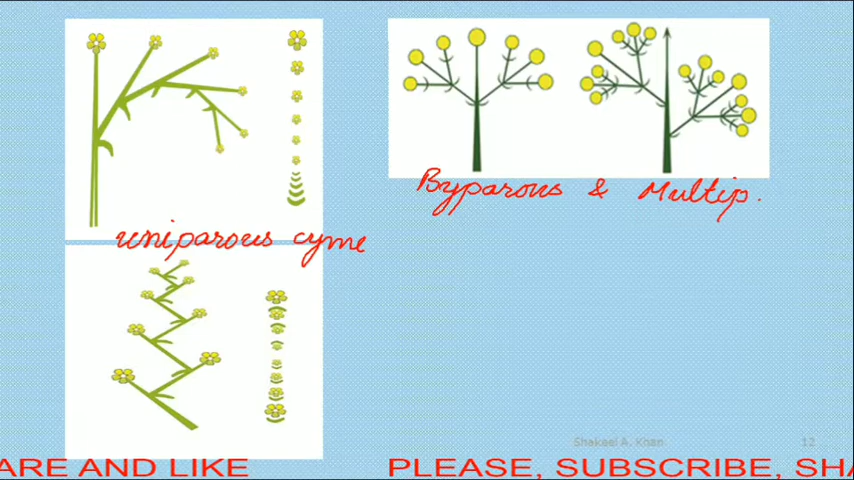 Byparous & Multip.
uniparous cyme
Shakeel A. Khan
12
ARE AND LIKE PLEASE, SUBSCRIBE, SHA